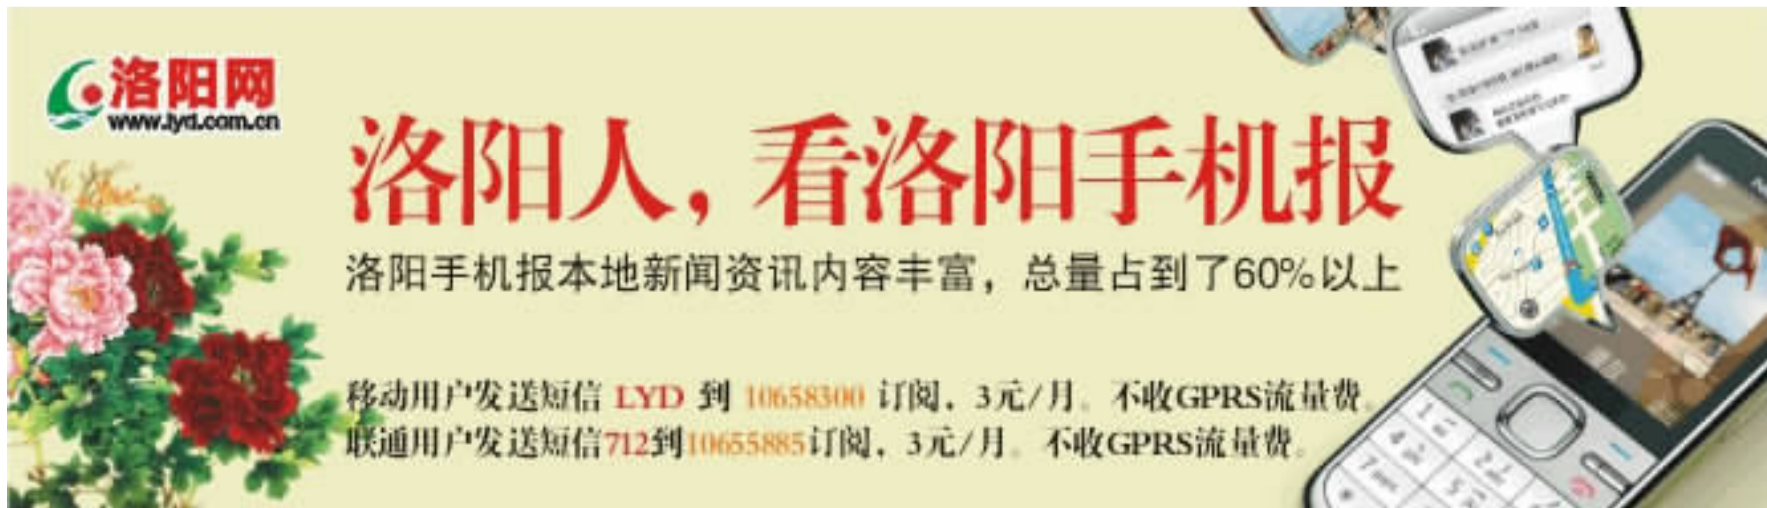 洛阳网
www.lyd.com.cn
洛阳人，看洛阳手机报
洛阳手机报本地新闻资讯内容丰富，总量占到了60%以上
移动用户发送短信 LYD 到 10658300 订阅，3元/月。不收GPRS流量费。
联通用户发送短信712到10655885订阅，3元/月。不收GPRS流量费。